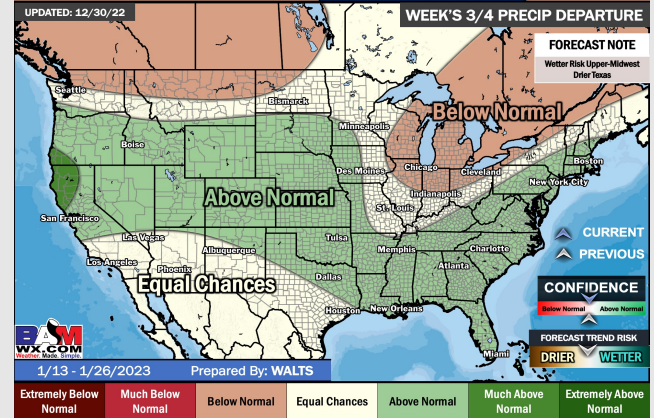 UPDATED: 12/30/22
WEEK'S 3/4 PRECIP DEPARTURE
FORECAST NOTE
Wetter Risk Upper-Midwest
Drier Texas
Seattle
Bismarck
Below Normal
Minneapolis
Boise
Boston
Des Moines
Chicago
Cleveland
New York City
Above Normal
Indianapolis
St. Louis
San Francisco
Las Vegas
Tulsa
CURRENT
Albuquerque
Memphis
Charlotte
PREVIOUS
Los Angeles
Phoenix
Atlanta
Equal Chances
Dallas
CONFIDENCE
Houston
New Orleans
Below Normal
Above Normal
BAM
WX.COM
Weather. Made. Simple.
FORECAST TREND RISK
Miami
DRIER
WETTER
1/13 - 1/26/2023
Prepared By: WALTS
Extremely Below Normal
Much Below Normal
Below Normal
Equal Chances
Above Normal
Much Above Normal
Extremely Above Normal